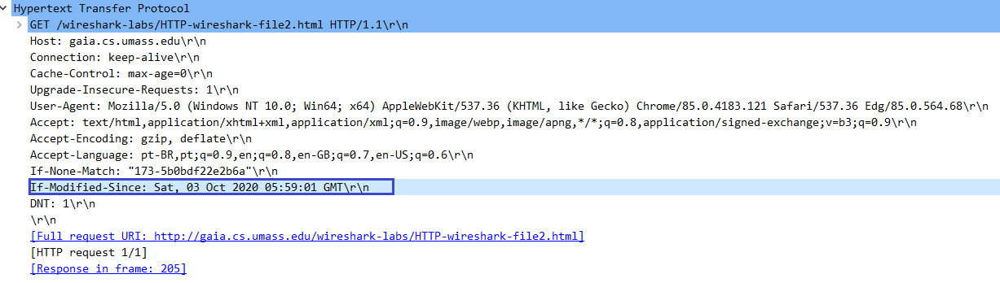 Hypertext Transfer Protocol
GET /wireshark-labs/HTTP-wireshark-file2.html HTTP/1.1\r\n
Host: gaia.cs.umass.edu\r\n
Connection: keep-alive\r\n
Cache-Control: max-age=0\r\n
Upgrade-Insecure-Requests: 1\r\n
User-Agent: Mozilla/5.0 (Windows NT 10.0; Win64; x64) AppleWebKit/537.36 (KHTML, like Gecko) Chrome/85.0.4183.121 Safari/537.36 Edg/85.0.564.68\r\n
Accept: text/html,application/xhtml+xml,application/xml;q=0.9,image/webp,image/apng,*/*;q=0.8,application/signed-exchange;v=b3;q=0.9\r\n
Accept-Encoding: gzip, deflate\r\n
Accept-Language: pt-BR,pt;q=0.9,en;q=0.8,en-GB;q=0.7,en-US;q=0.6\r\n
If-None-Match: "173-5b0bdf22e2b6a"\r\n
If-Modified-Since: Sat, 03 Oct 2020 05:59:01 GMT\r\n
DNT: 1\r\n
\r\n
[Full request URI: http://gaia.cs.umass.edu/wireshark-labs/HTTP-wireshark-file2.html]
[HTTP request 1/1]
[Response in frame: 205]